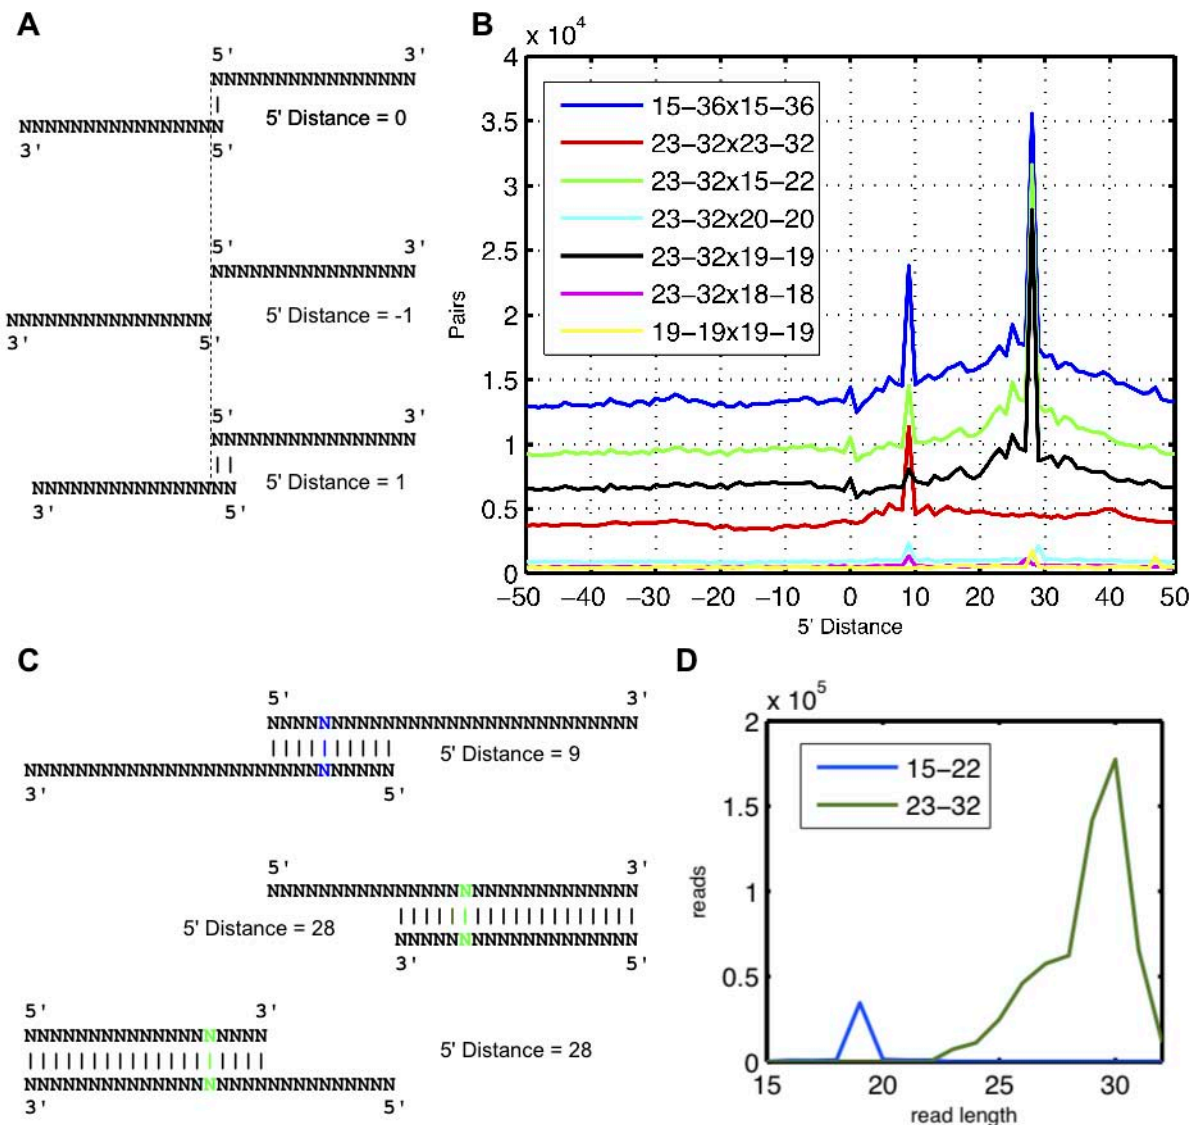 A
5' 3'
NNNNNNNNNNNNNNNN
5' Distance = 0
NNNNNNNNNNNNNNNN
3' 5'
5' 3'
NNNNNNNNNNNNNNNN
5' Distance = -1
NNNNNNNNNNNNNNNN
3' 5'
5' 3'
NNNNNNNNNNNNNNNN
5' Distance = 1
NNNNNNNNNNNNNNNN
3' 5'
B
x 10^4
4
3.5
3
2.5
2
1.5
1
0.5
0
Pairs
15–36x15–36
23–32x23–32
23–32x15–22
23–32x20–20
23–32x19–19
23–32x18–18
19–19x19–19
−50 −40 −30 −20 −10 0 10 20 30 40 50
5' Distance
C
5' 3'
NNNNNNNNNNNNNNNNNNNNNNNNNNNNN
5' Distance = 9
NNNNNNNNNNNNNNNNNNNNNNNNNNNNN
3' 5'
5' 3'
NNNNNNNNNNNNNNNNNNNNNNNNNNNNN
5' Distance = 28
NNNNNNNNNNNNNNNNNNN
3' 5'
5' 3'
NNNNNNNNNNNNNNNNNNN
5' Distance = 28
NNNNNNNNNNNNNNNNNNNNNNNNNNNNN
3' 5'
D
x 10^5
2
1.5
1
0.5
0
reads
15–22
23–32
15 20 25 30
read length